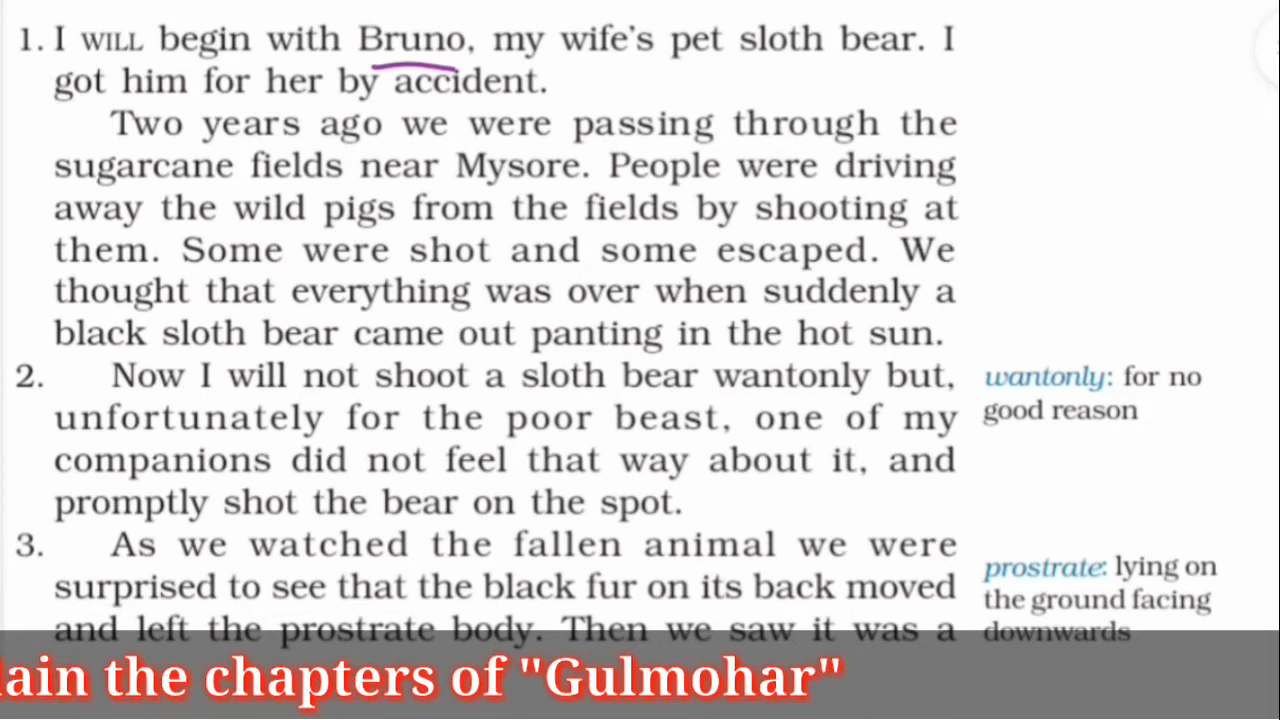 1. I WILL begin with Bruno, my wife's pet sloth bear. I
got him for her by accident.
Two years ago we were passing through the
sugarcane fields near Mysore. People were driving
away the wild pigs from the fields by shooting at
them. Some were shot and some escaped. We
thought that everything was over when suddenly a
black sloth bear came out panting in the hot sun.
2. Now I will not shoot a sloth bear wantonly but,
unfortunately for the poor beast, one of my
companions did not feel that way about it, and
promptly shot the bear on the spot.
wantonly: for no
good reason
3. As we watched the fallen animal we were
surprised to see that the black fur on its back moved
and left the prostrate body. Then we saw it was a
prostrate: lying on
the ground facing
downwards
lain the chapters of "Gulmohar"